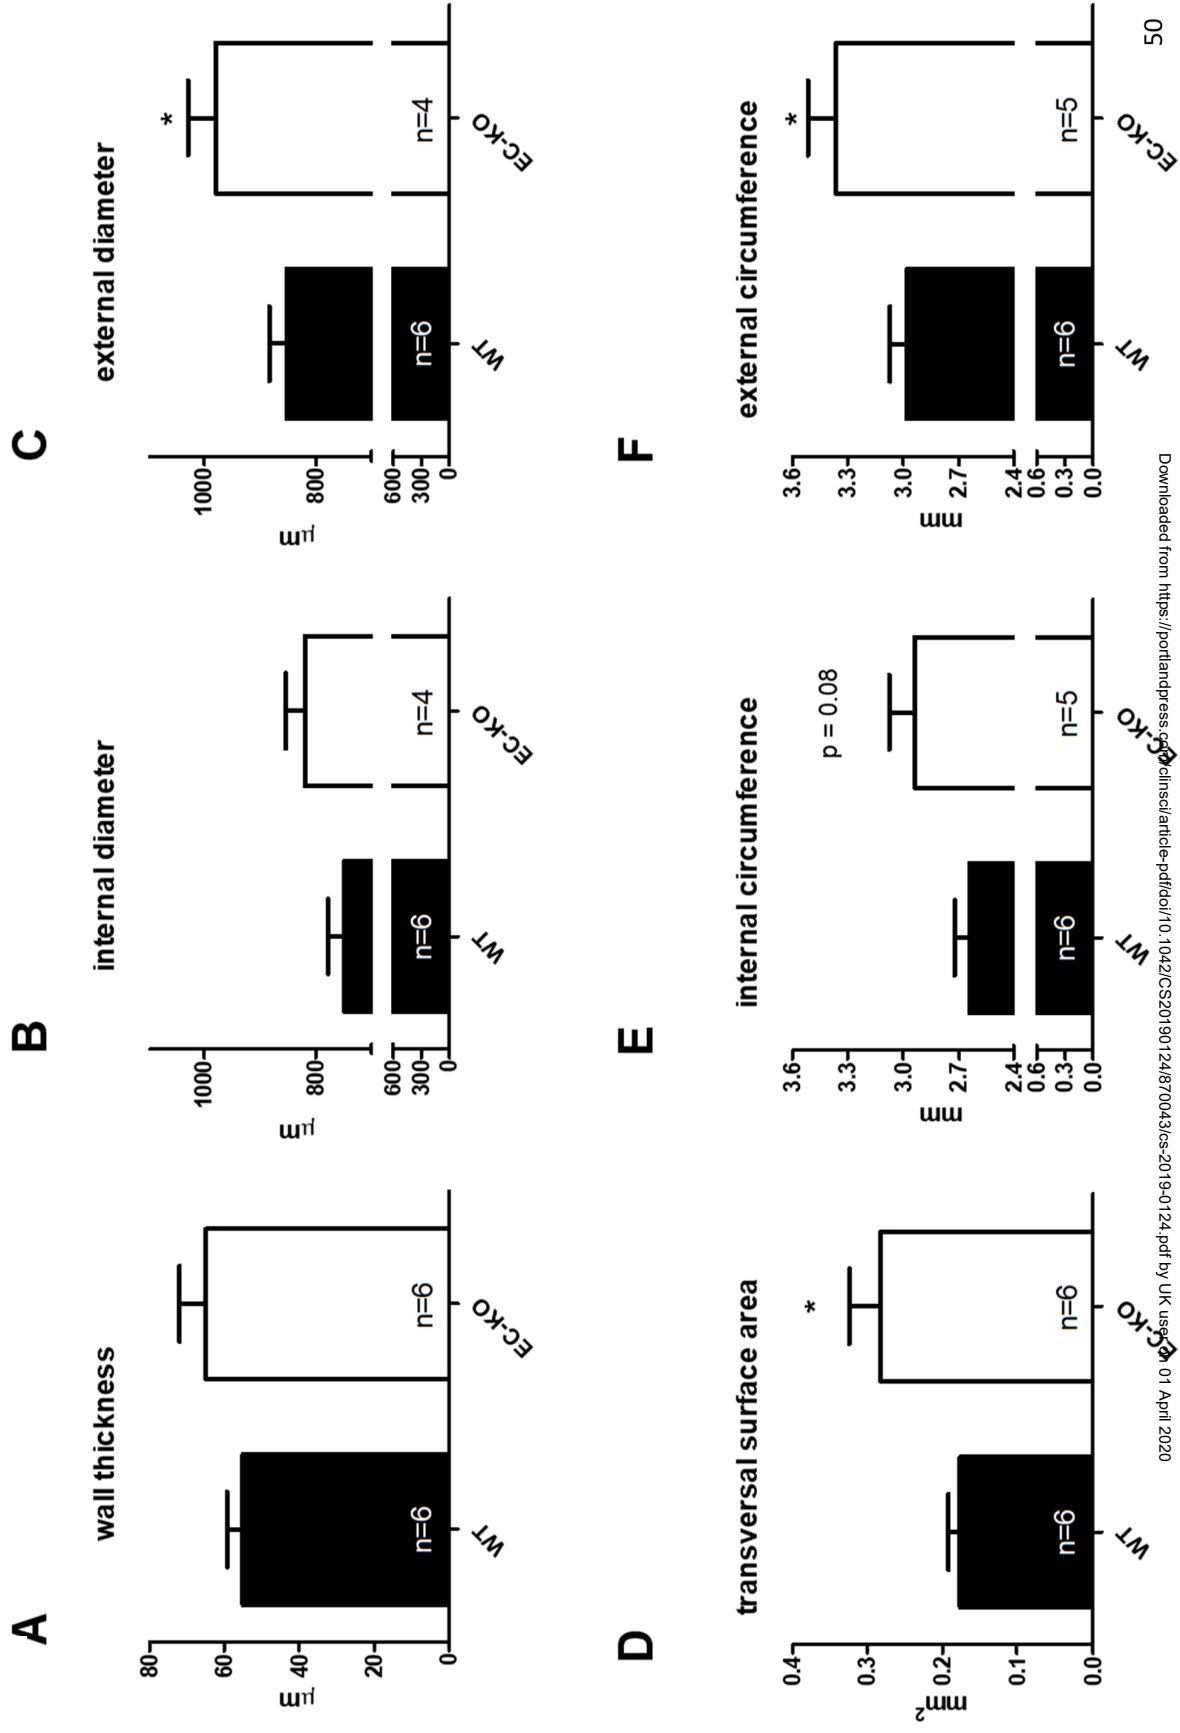 A
wall thickness
µm
80
60
40
20
0
n=6
n=6
WT
EC-KO
B
internal diameter
µm
1000
800
600
300
0
n=6
n=4
WT
EC-KO
C
external diameter
*
µm
1000
800
600
300
0
n=6
n=4
WT
EC-KO
D
transversal surface area
*
mm²
0.4
0.3
0.2
0.1
0.0
n=6
n=6
WT
EC-KO
E
internal circumference
p = 0.08
mm
3.6
3.3
3.0
2.7
2.4
0.6
0.3
0.0
n=6
n=5
WT
EC-KO
F
external circumference
*
mm
3.6
3.3
3.0
2.7
2.4
0.6
0.3
0.0
n=6
n=5
WT
EC-KO
50
Downloaded from https://portlandpress.com/clinsci/article-pdf/doi/10.1042/CS20190124/870043/cs-2019-0124.pdf by UK user on 01 April 2020